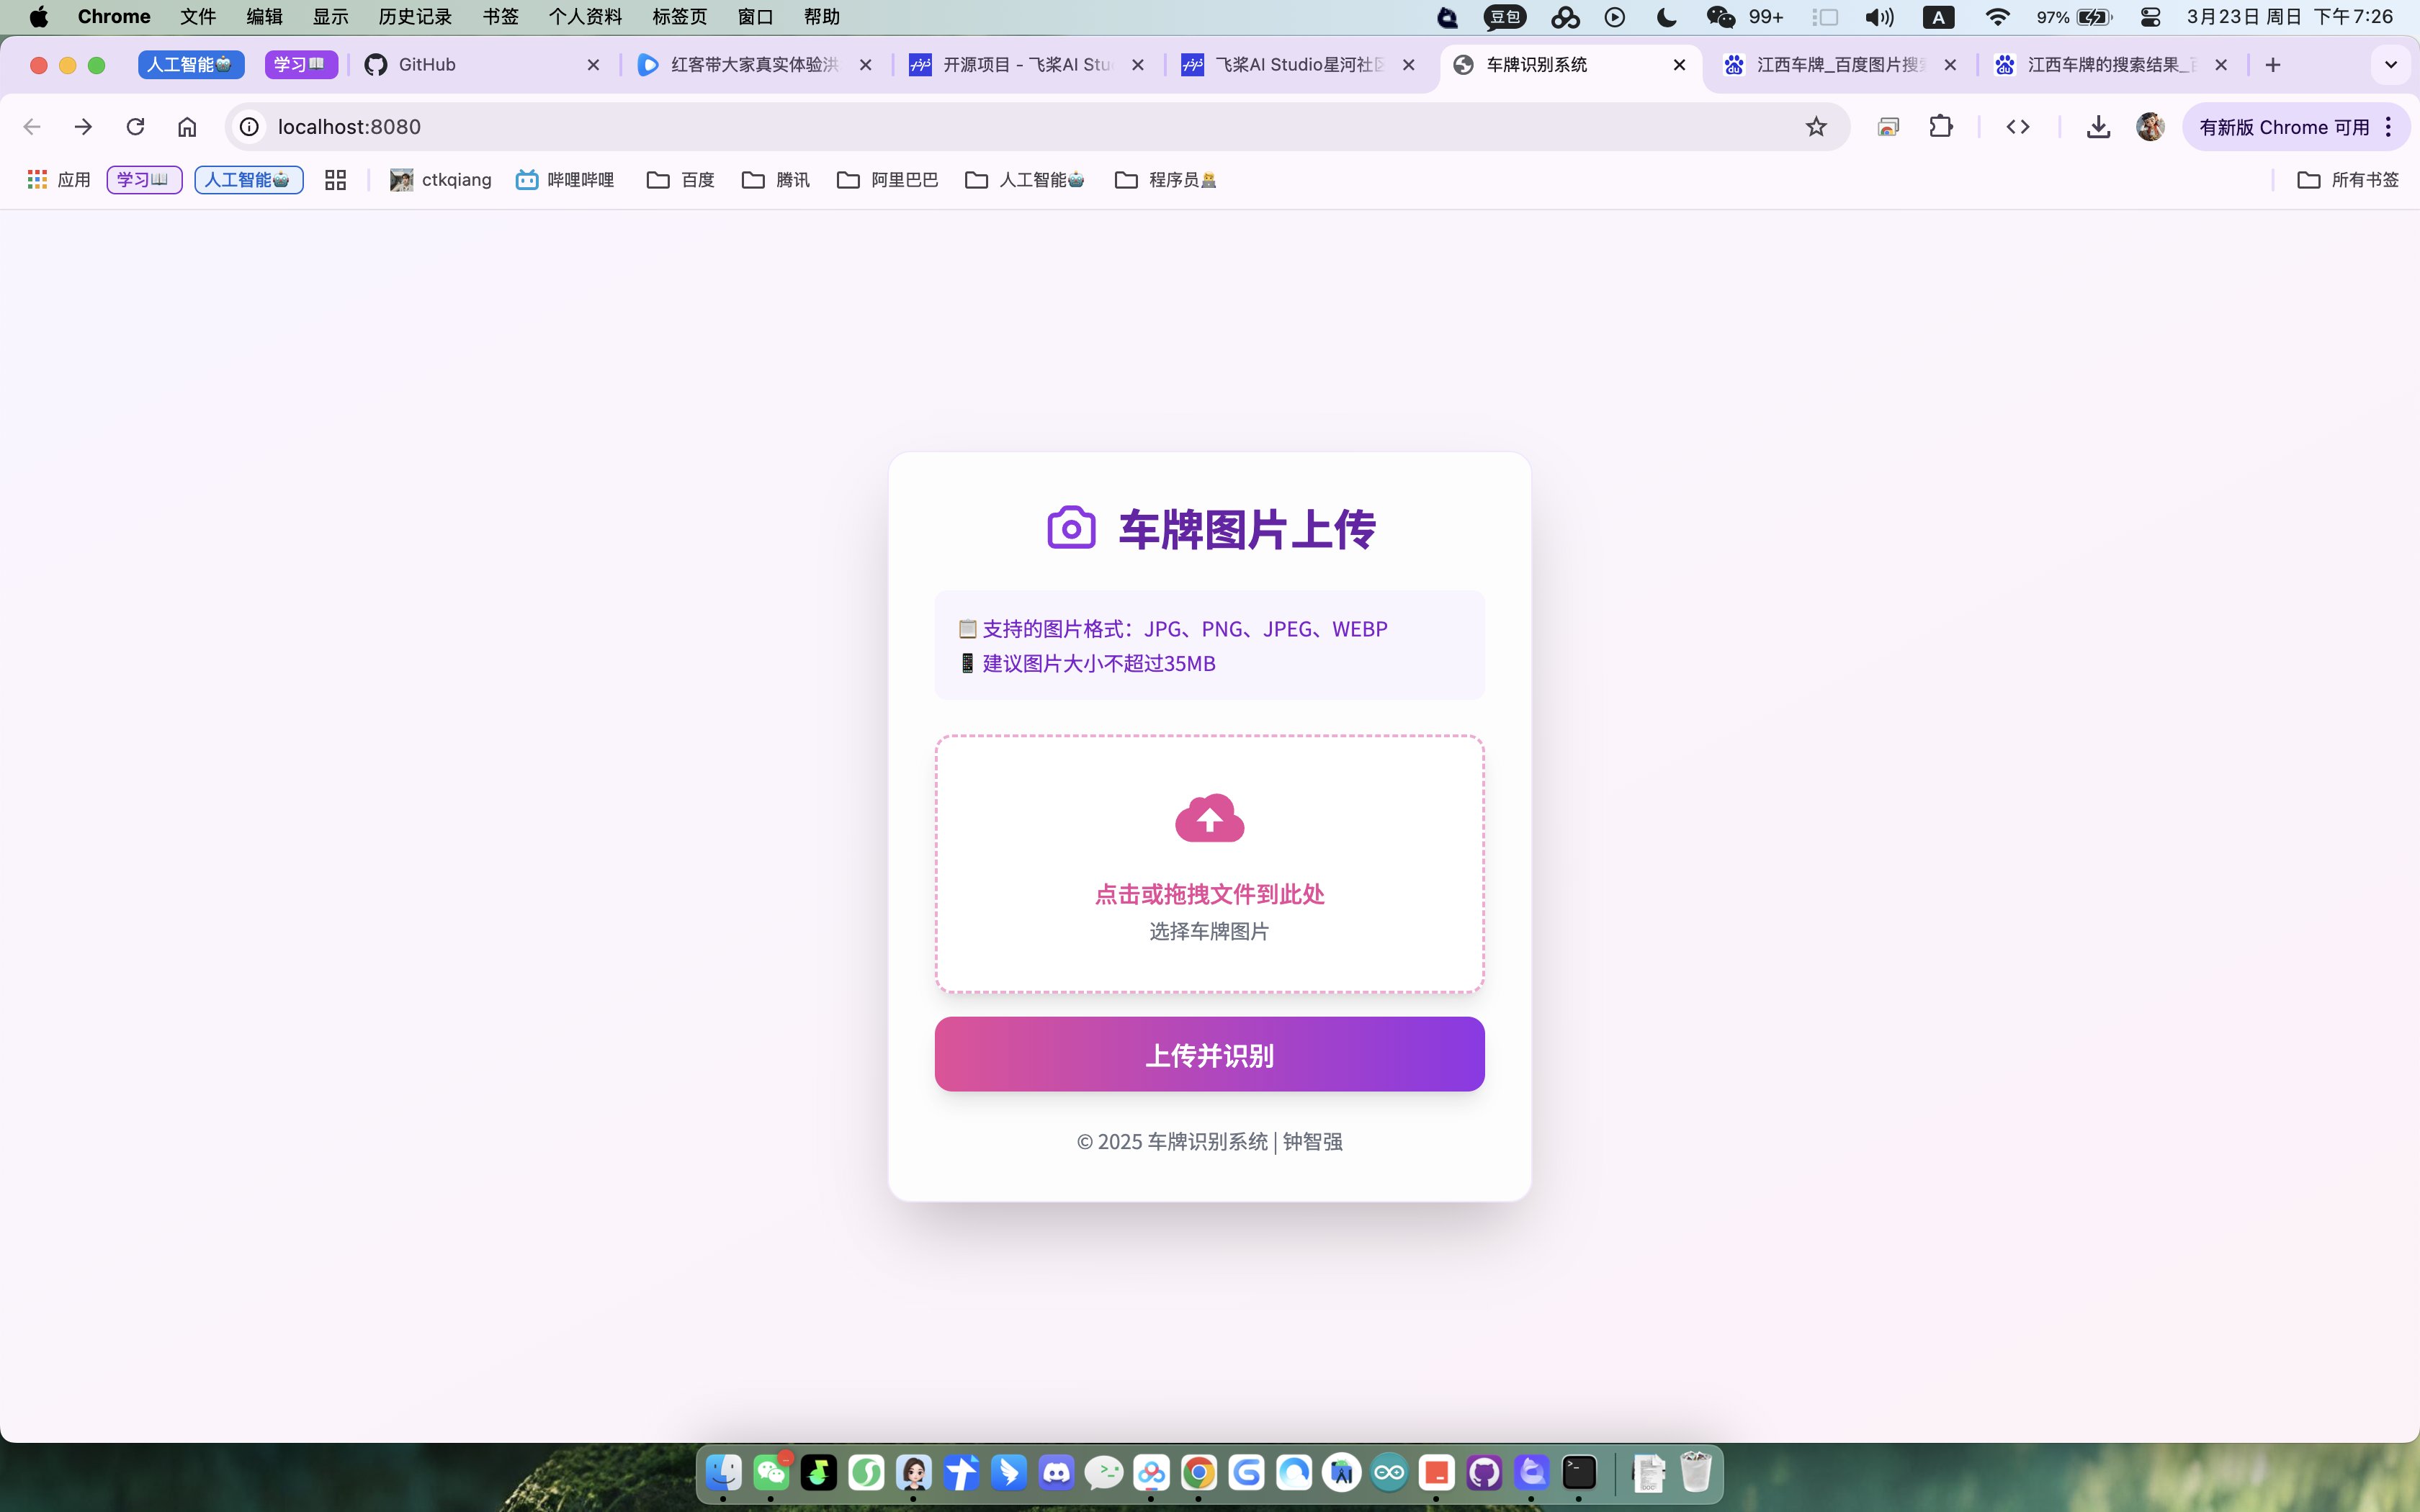 Chrome 文件 编辑 显示 历史记录 书签 个人资料 标签页 窗口 帮助 豆包 99+ A 97% 3月23日 周日 下午7:26
人工智能🤖 学习📖 GitHub 红客带大家真实体验洪 开源项目 - 飞桨AI Stu 飞桨AI Studio星河社区 车牌识别系统 江西车牌_百度图片搜索 江西车牌的搜索结果_百
localhost:8080 有新版 Chrome 可用
应用 学习📖 人工智能🤖 ctkqiang 哔哩哔哩 百度 腾讯 阿里巴巴 人工智能🤖 程序员👨‍💻 所有书签
车牌图片上传
📋 支持的图片格式：JPG、PNG、JPEG、WEBP
📱 建议图片大小不超过35MB
点击或拖拽文件到此处
选择车牌图片
上传并识别
© 2025 车牌识别系统 | 钟智强